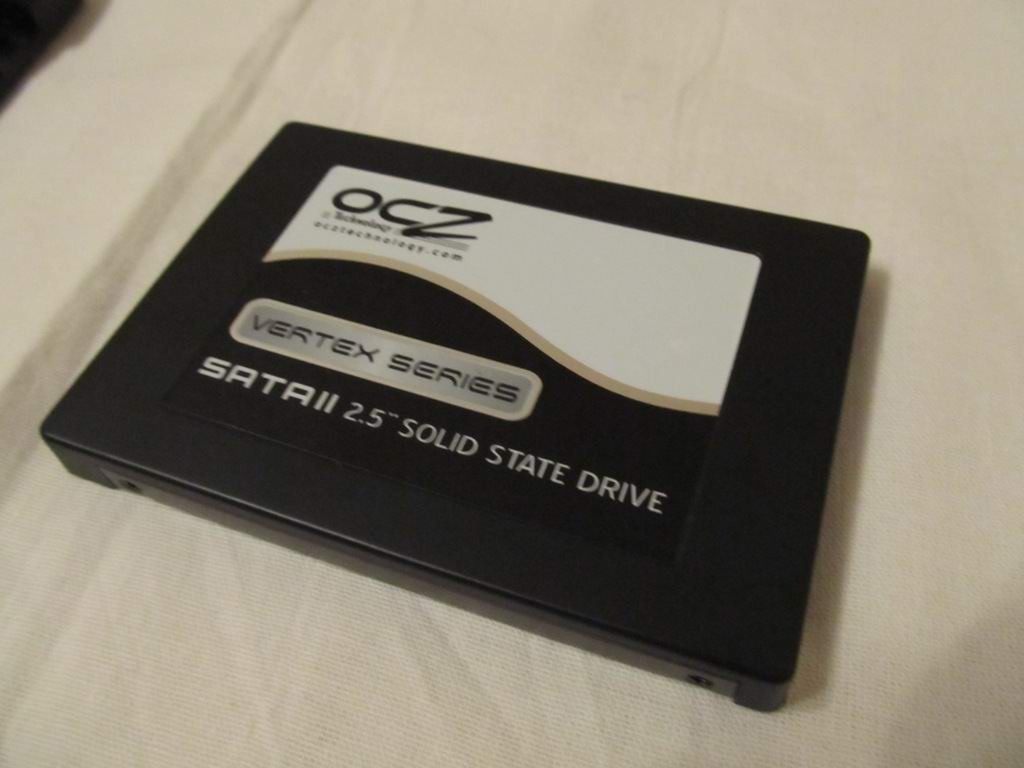 OCZ
Technology
ocztechnology.com
VERTEX SERIES
SATAII 2.5" SOLID STATE DRIVE